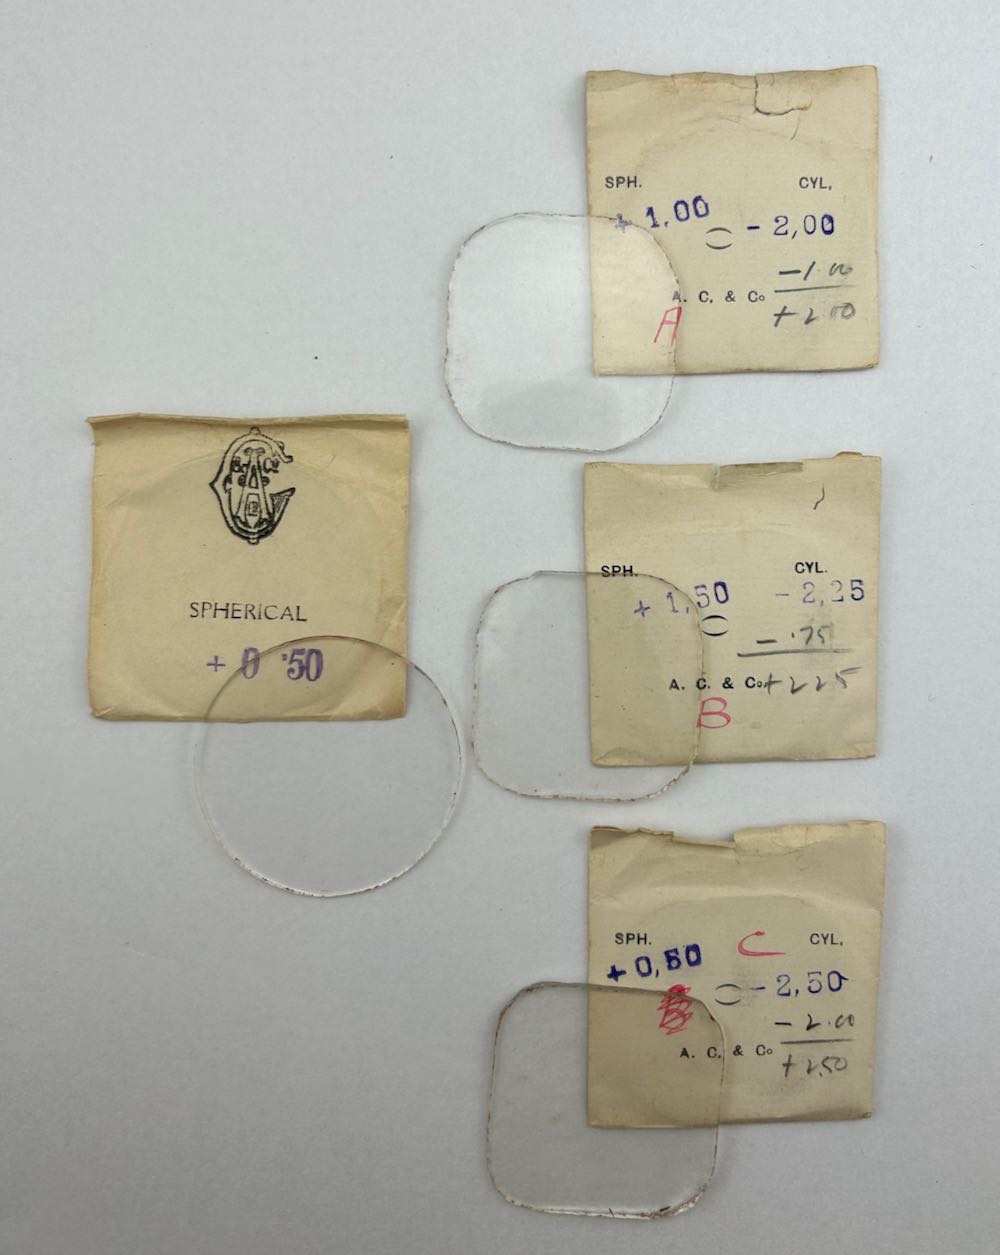 SPH. CYL.
+ 1,00 - 2,00
-1.00
A. C. & Co
+2.00
A
SPH. CYL.
+ 1,50 - 2,25
-.75
A. C. & Co +2.25
B
SPHERICAL
+ 0.50
SPH. C CYL.
+ 0,50 - 2,50
B
-2.00
A. C. & Co
+2.50